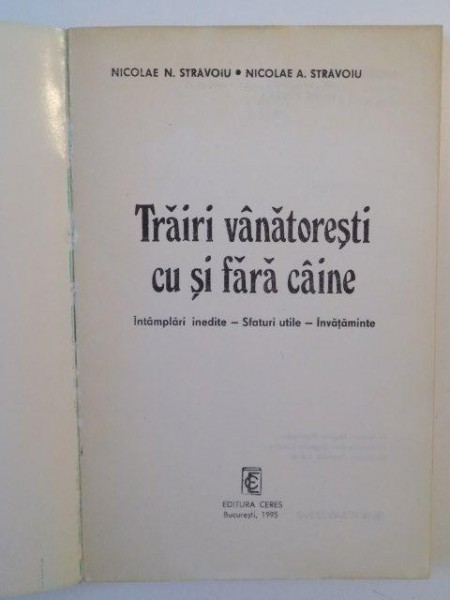 NICOLAE N. STRĂVOIU • NICOLAE A. STRĂVOIU
Trăiri vânătorești
cu și fără câine
Întâmplări inedite – Sfaturi utile – Învățăminte
EDITURA CERES
București, 1995